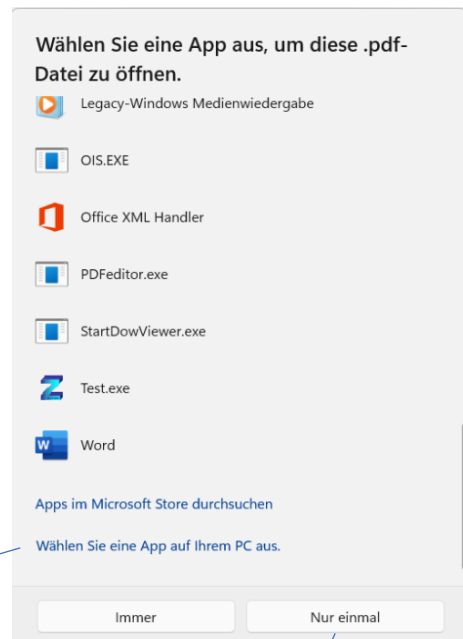 Wählen Sie eine App aus, um diese .pdf-
Datei zu öffnen.
Legacy-Windows Medienwiedergabe
OIS.EXE
Office XML Handler
PDFeditor.exe
StartDowViewer.exe
Test.exe
Word
Apps im Microsoft Store durchsuchen
Wählen Sie eine App auf Ihrem PC aus.
Immer
Nur einmal